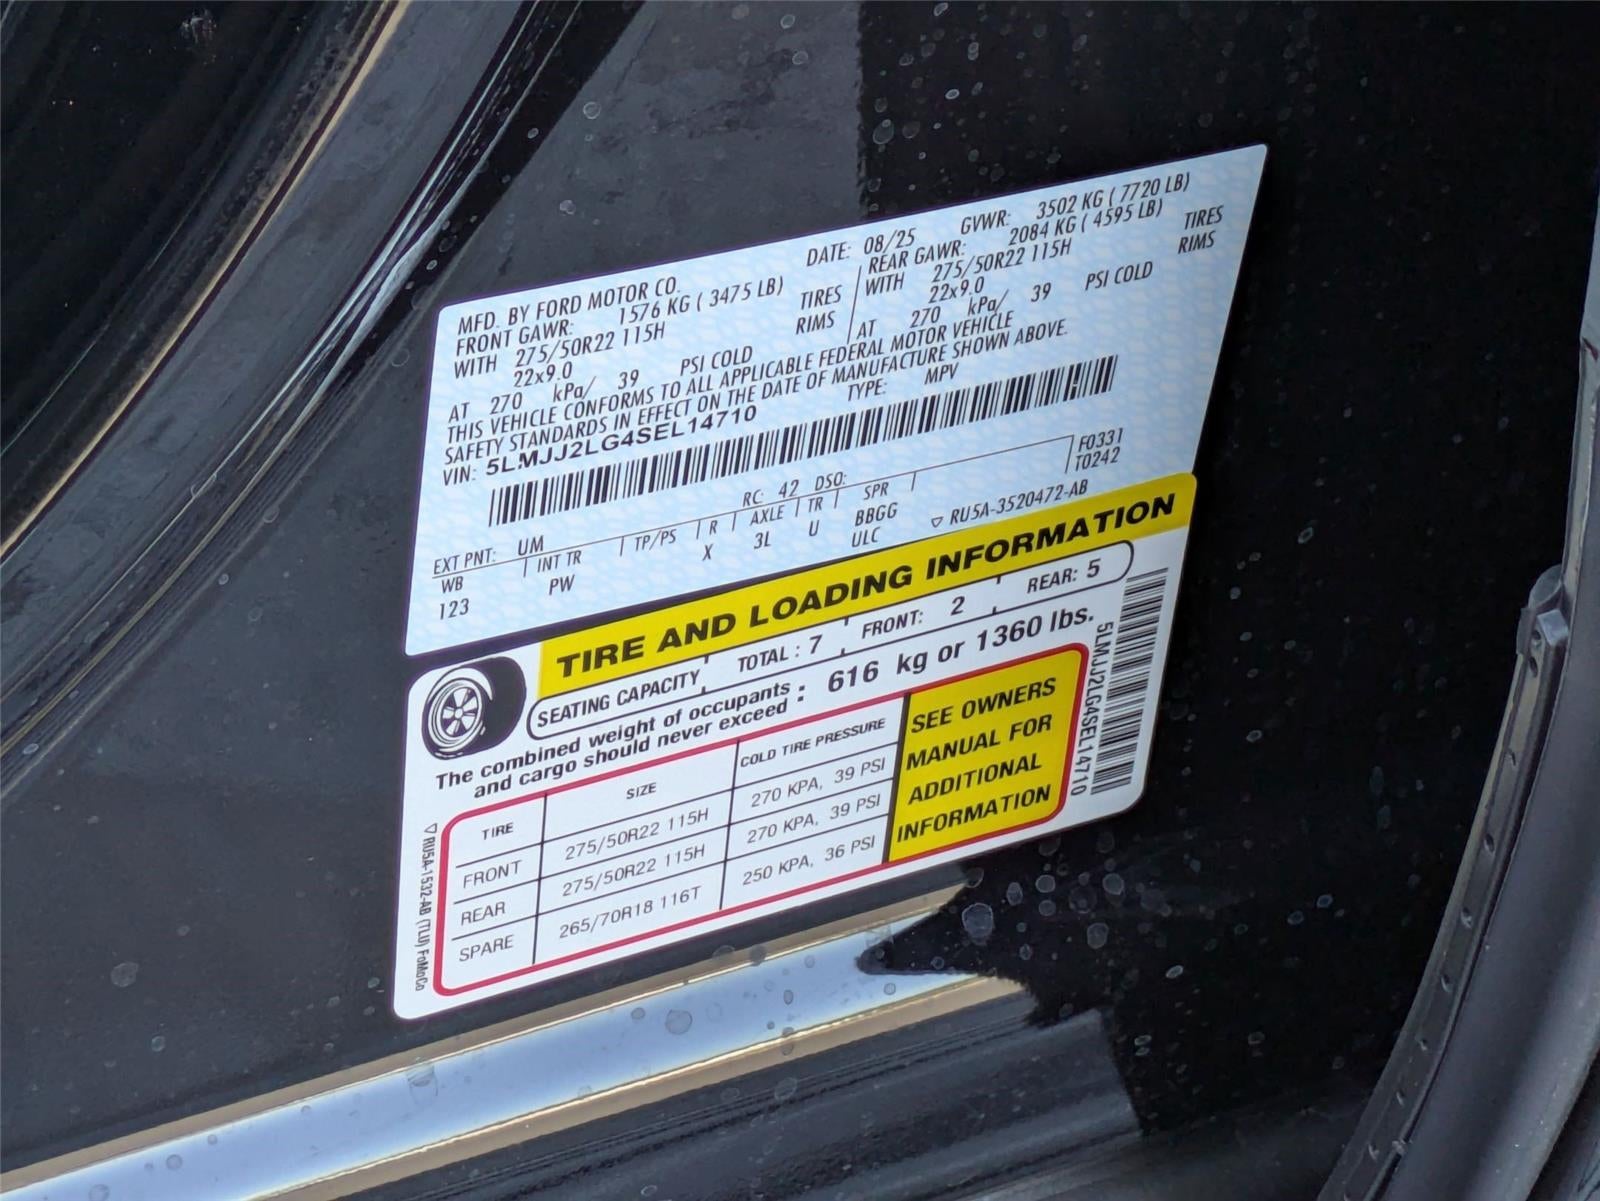 MFD. BY FORD MOTOR CO.
DATE: 08/25 GVWR: 3502 KG ( 7720 LB)
FRONT GAWR: 1576 KG ( 3475 LB)
REAR GAWR: 2084 KG ( 4595 LB)
WITH 275/50R22 115H TIRES
WITH 275/50R22 115H TIRES
22x9.0 RIMS
22x9.0 RIMS
AT 270 kPa/ 39 PSI COLD
AT 270 kPa/ 39 PSI COLD
THIS VEHICLE CONFORMS TO ALL APPLICABLE FEDERAL MOTOR VEHICLE
SAFETY STANDARDS IN EFFECT ON THE DATE OF MANUFACTURE SHOWN ABOVE.
VIN: 5LMJJ2LG4SEL14710 TYPE: MPV
F0331
T0242
EXT PNT: UM RC: 42 DSO:
WB INT TR TP/PS R AXLE TR SPR
123 PW X 3L U BBGG
ULC RU5A-3520472-AB
TIRE AND LOADING INFORMATION
SEATING CAPACITY TOTAL : 7 FRONT: 2 REAR: 5
The combined weight of occupants
and cargo should never exceed : 616 kg or 1360 lbs.
TIRE SIZE COLD TIRE PRESSURE
FRONT 275/50R22 115H 270 KPA, 39 PSI
REAR 275/50R22 115H 270 KPA, 39 PSI
SPARE 265/70R18 116T 250 KPA, 36 PSI
SEE OWNERS
MANUAL FOR
ADDITIONAL
INFORMATION
5LMJJ2LG4SEL14710
RU5A-1532-AB (TLU) FoMoCo